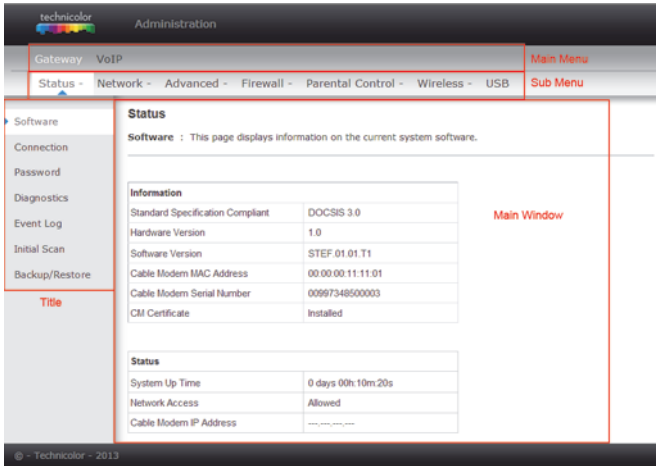 technicolor
Administration
Gateway VoIP Main Menu
Status - Network - Advanced - Firewall - Parental Control - Wireless - USB Sub Menu
Software
Connection
Password
Diagnostics
Event Log
Initial Scan
Backup/Restore
Title
Status
Software : This page displays information on the current system software.
Main Window
Information
Standard Specification Compliant DOCSIS 3.0
Hardware Version 1.0
Software Version STEF.01.01.T1
Cable Modem MAC Address 00:00:00:11:11:01
Cable Modem Serial Number 00997348500003
CM Certificate Installed
Status
System Up Time 0 days 00h:10m:20s
Network Access Allowed
Cable Modem IP Address ---.---.---.---
© - Technicolor - 2013